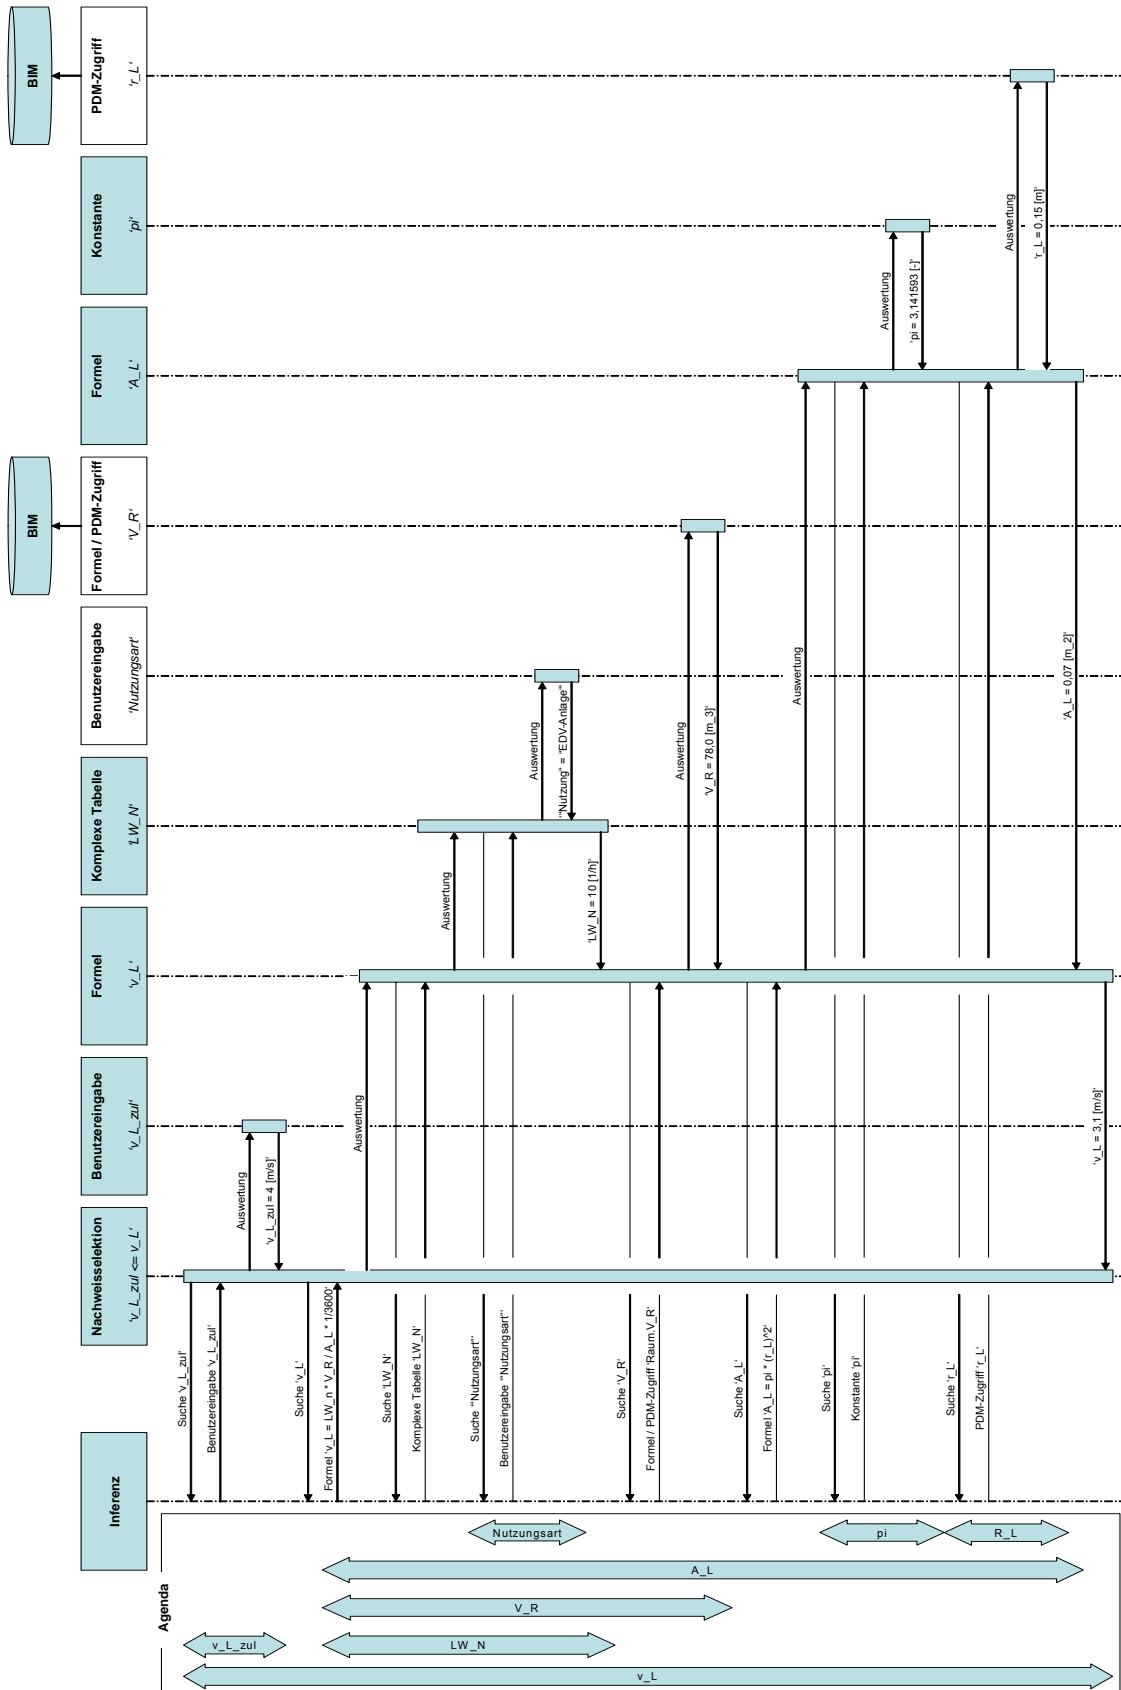 Inferenz
Nachweisselektion
'v_L_zul <= v_L'
Benutzereingabe
'v_L_zul'
Formel
'v_L'
Komplexe Tabelle
'LW_N'
Benutzereingabe
'Nutzungsart'
Formel / PDM-Zugriff
'V_R'
BIM
Formel
'A_L'
Konstante
'pi'
PDM-Zugriff
'r_L'
BIM
Suche 'v_L_zul'
Benutzereingabe 'v_L_zul'
Auswertung
'v_L_zul = 4 [m/s]'
Suche 'v_L'
Formel 'v_L = LW_n * V_R / A_L * 1/3600'
Auswertung
Suche 'LW_N'
Komplexe Tabelle 'LW_N'
Auswertung
Suche '"Nutzungsart"'
Benutzereingabe '"Nutzungsart"'
Auswertung
'"Nutzung" = "EDV-Anlage"'
'LW_N = 10 [1/h]'
Suche 'V_R'
Formel / PDM-Zugriff 'Raum.V_R'
Auswertung
'V_R = 78,0 [m_3]'
Suche 'A_L'
Formel 'A_L = pi * (r_L)^2'
Auswertung
Suche 'pi'
Konstante 'pi'
Auswertung
'pi = 3,141593 [-]'
Suche 'r_L'
PDM-Zugriff 'r_L'
Auswertung
'r_L = 0,15 [m]'
'A_L = 0,07 [m_2]'
'v_L = 3,1 [m/s]'
Agenda
Nutzungsart
pi
R_L
A_L
V_R
v_L_zul
LW_N
v_L